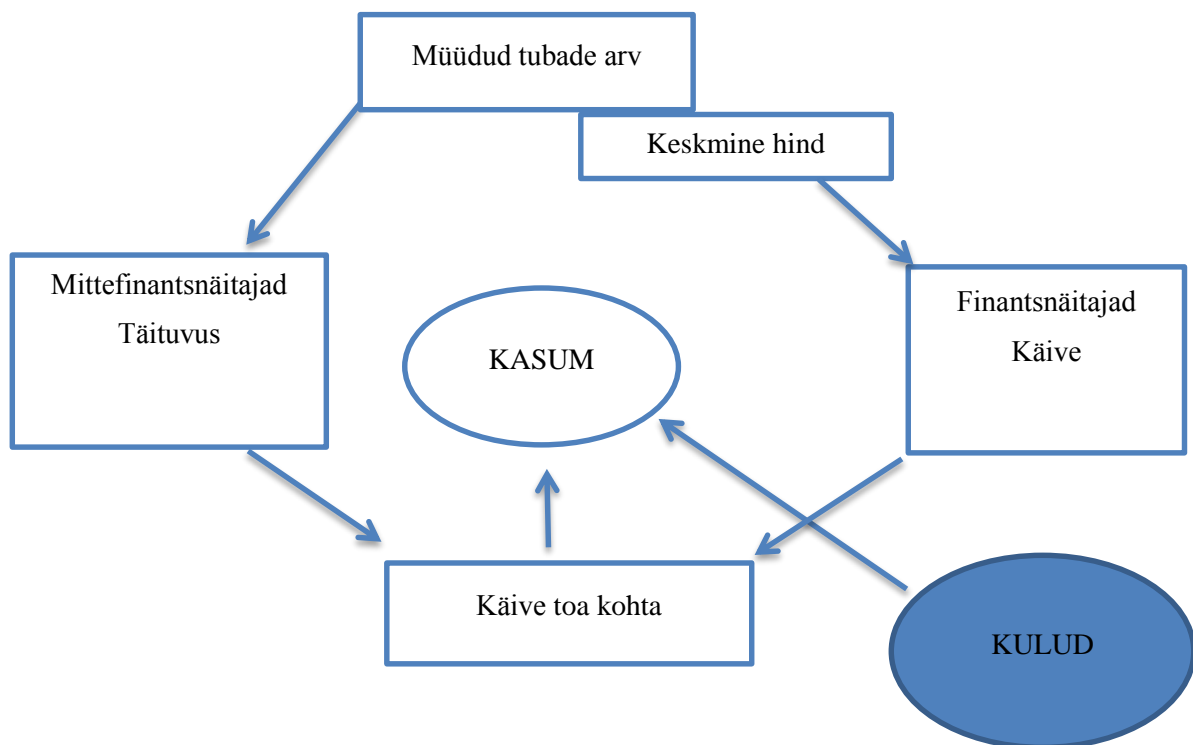 Müüdud tubade arv
Keskmine hind
Mittefinantsnäitajad
Täituvus
Finantsnäitajad
Käive
KASUM
Käive toa kohta
KULUD